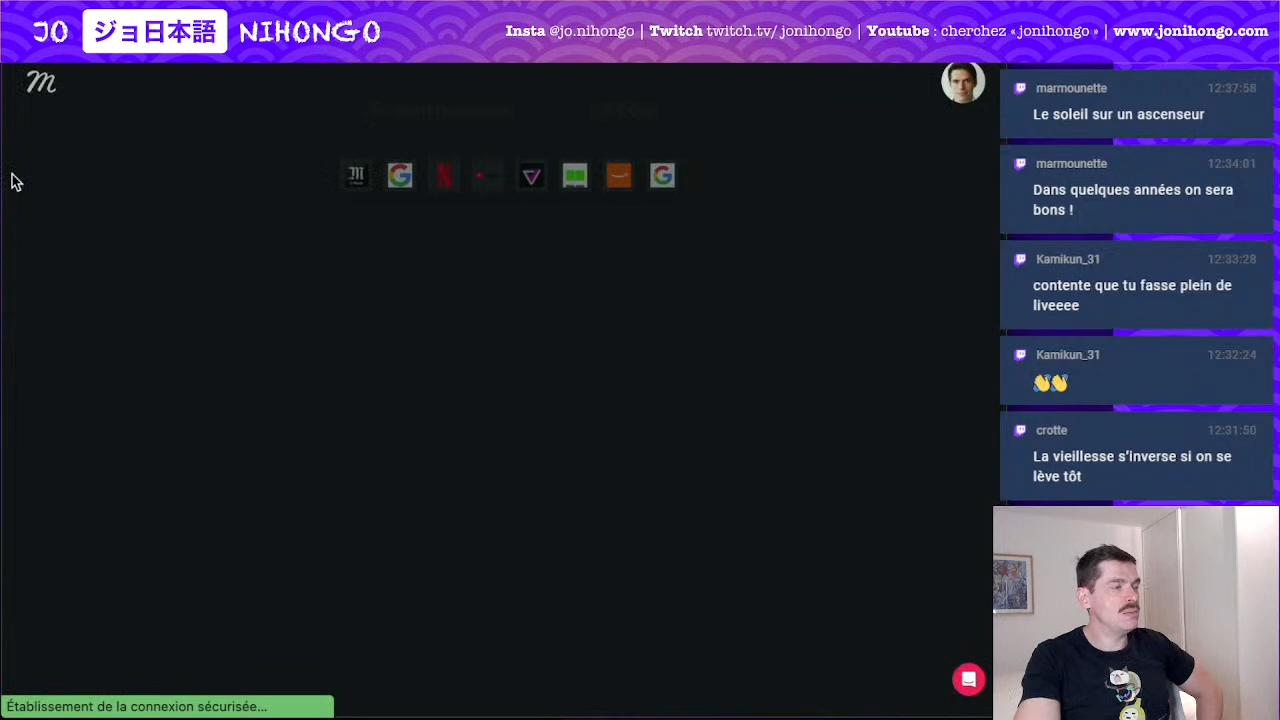 JO ジョ日本語 NIHONGO
Insta @jo.nihongo | Twitch twitch.tv/jonihongo | Youtube : cherchez « jonihongo » | www.jonihongo.com
m
marmounette 12:37:58
Le soleil sur un ascenseur
marmounette 12:34:01
Dans quelques années on sera
bons !
Kamikun_31 12:33:28
contente que tu fasse plein de
liveeee
Kamikun_31 12:32:24
👏👏
crotte 12:31:50
La vieillesse s’inverse si on se
lève tôt
Établissement de la connexion sécurisée...